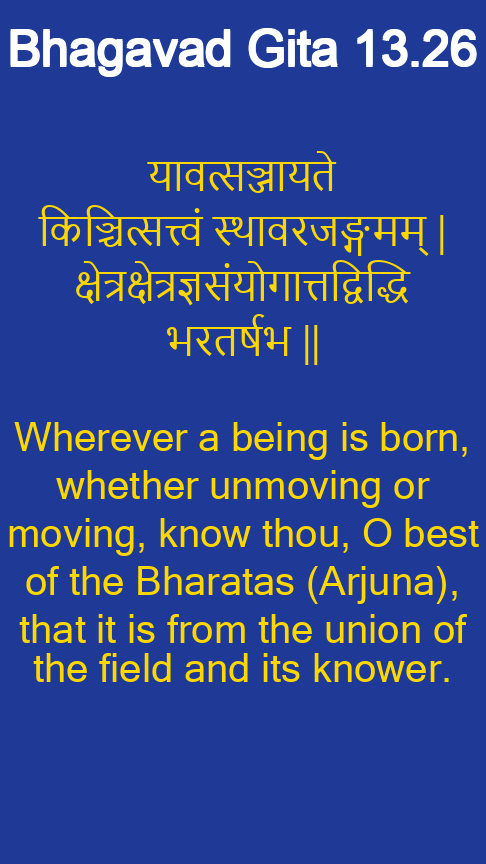 Bhagavad Gita 13.26
यावत्सञ्जायते
किञ्चित्सत्त्वं स्थावरजङ्गमम् |
क्षेत्रक्षेत्रज्ञसंयोगात्तद्विद्धि
भरतर्षभ ||
Wherever a being is born,
whether unmoving or
moving, know thou, O best
of the Bharatas (Arjuna),
that it is from the union of
the field and its knower.